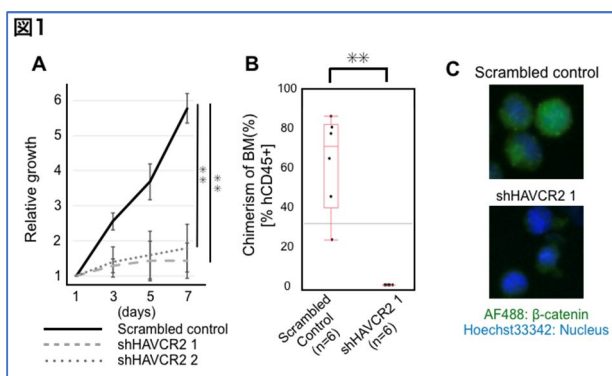 図1
A
Relative growth
6
5
4
3
2
1
1 3 5 7
(days)
**
**
Scrambled control
shHAVCR2 1
shHAVCR2 2
B
**
Chimerism of BM(%)
[% hCD45+]
100
80
60
40
20
0
Scrambled
Control
(n=6)
shHAVCR2 1
(n=6)
C
Scrambled control
shHAVCR2 1
AF488: β-catenin
Hoechst33342: Nucleus